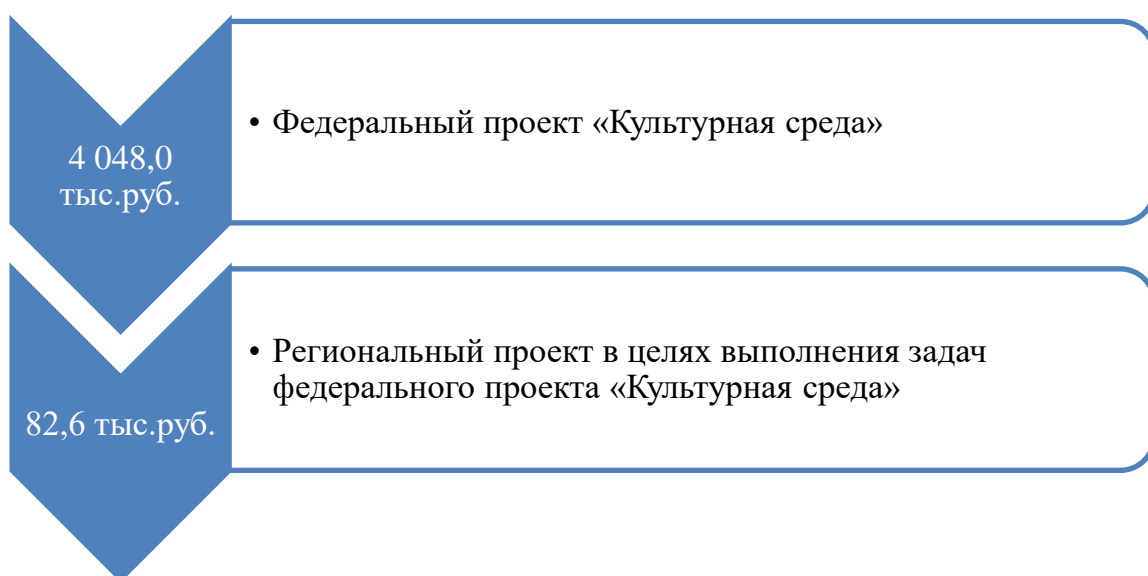 4 048,0
тыс.руб.
• Федеральный проект «Культурная среда»
82,6 тыс.руб.
• Региональный проект в целях выполнения задач
федерального проекта «Культурная среда»